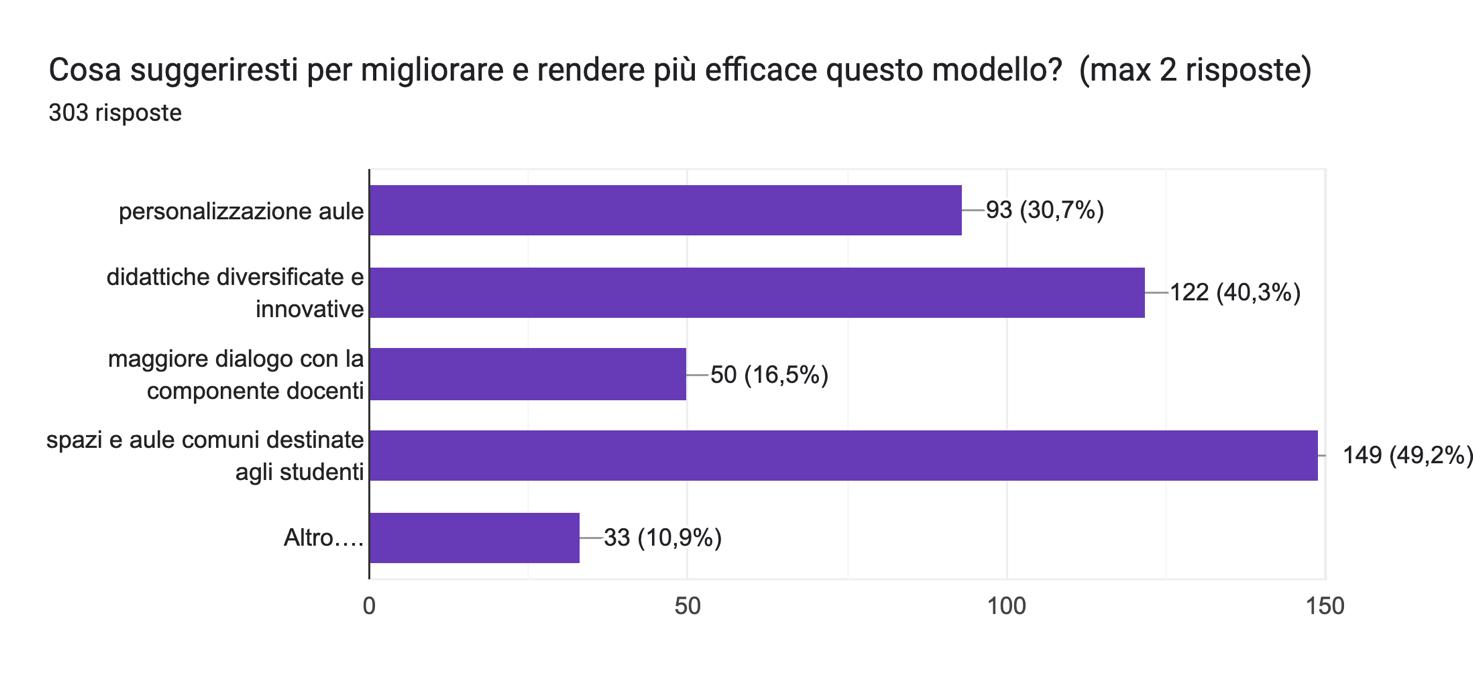 Cosa suggeriresti per migliorare e rendere più efficace questo modello?  (max 2 risposte)
303 risposte
personalizzazione aule
93 (30,7%)
didattiche diversificate e
innovative
122 (40,3%)
maggiore dialogo con la
componente docenti
50 (16,5%)
spazi e aule comuni destinate
agli studenti
149 (49,2%)
Altro….
33 (10,9%)
0
50
100
150